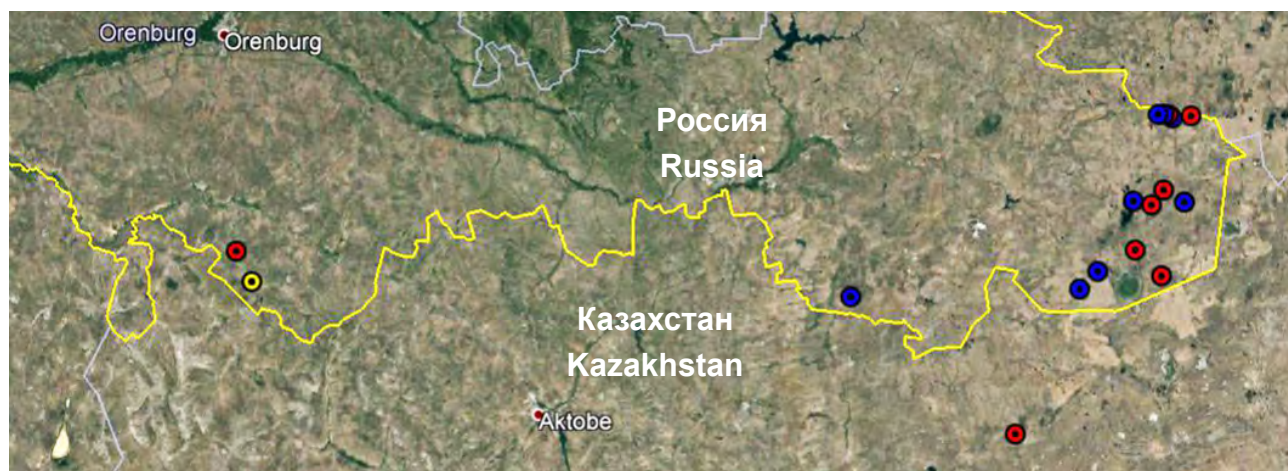 Orenburg
Orenburg
Россия
Russia
Казахстан
Kazakhstan
Aktobe